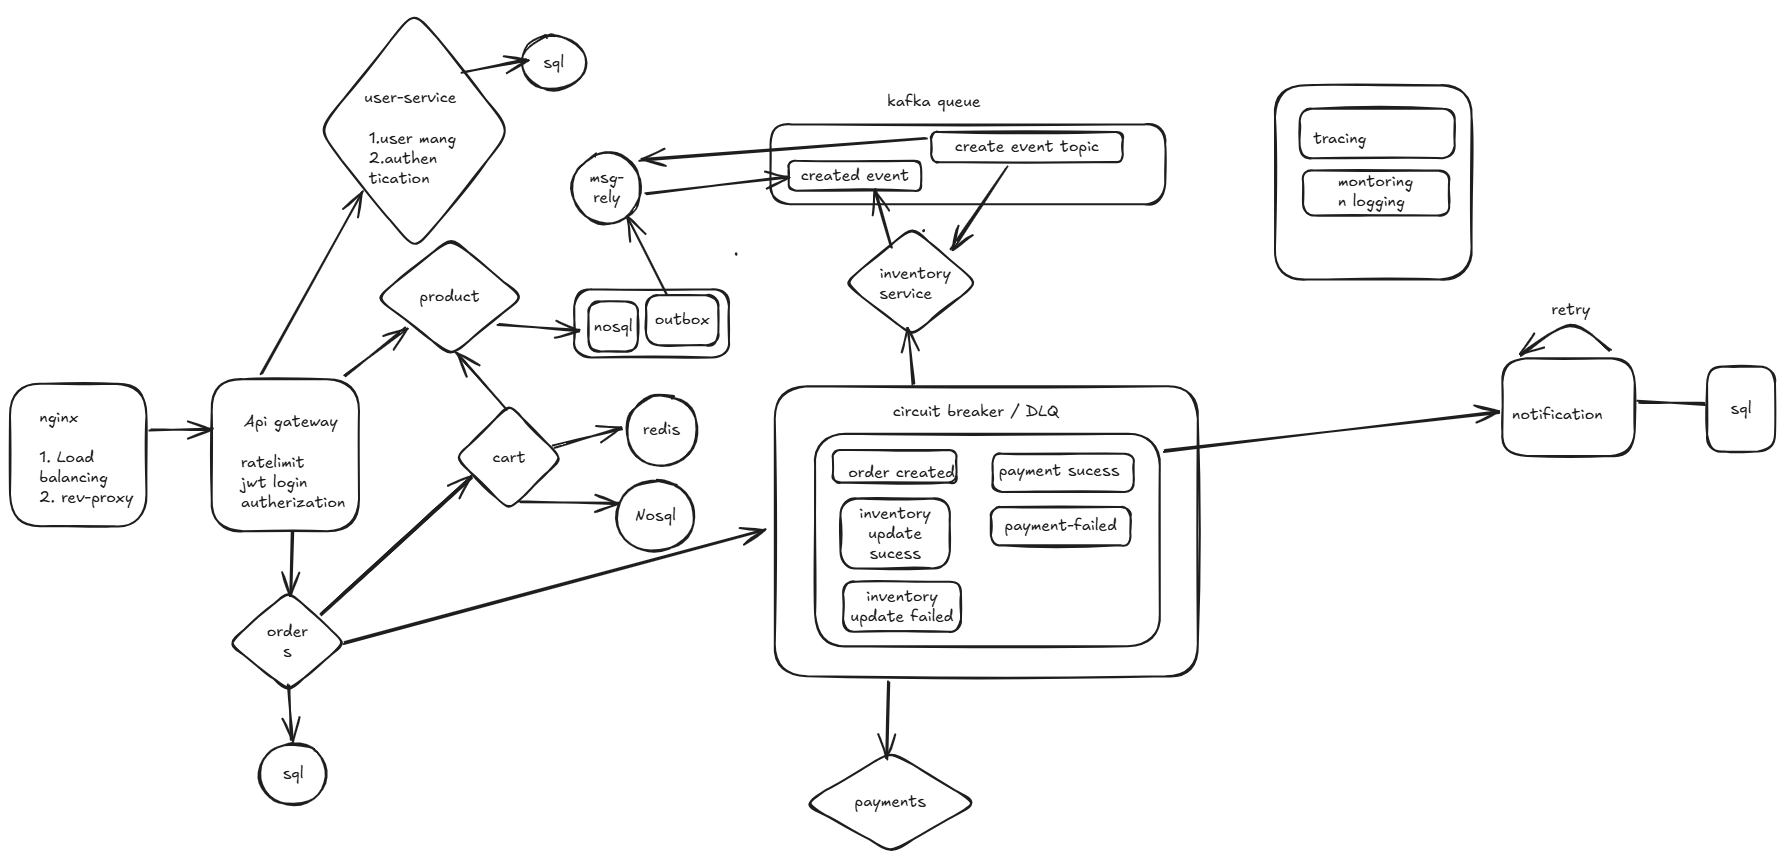 sql
user-service
1.user mang
2.authen
tication
kafka queue
create event topic
created event
msg-
rely
tracing
montoring
n logging
inventory
service
product
nosql
outbox
retry
nginx
1. Load
balancing
2. rev-proxy
Api gateway
ratelimit
jwt login
autherization
cart
redis
Nosql
circuit breaker / DLQ
order created
payment sucess
inventory
update
sucess
payment-failed
inventory
update failed
notification
sql
order
s
sql
payments